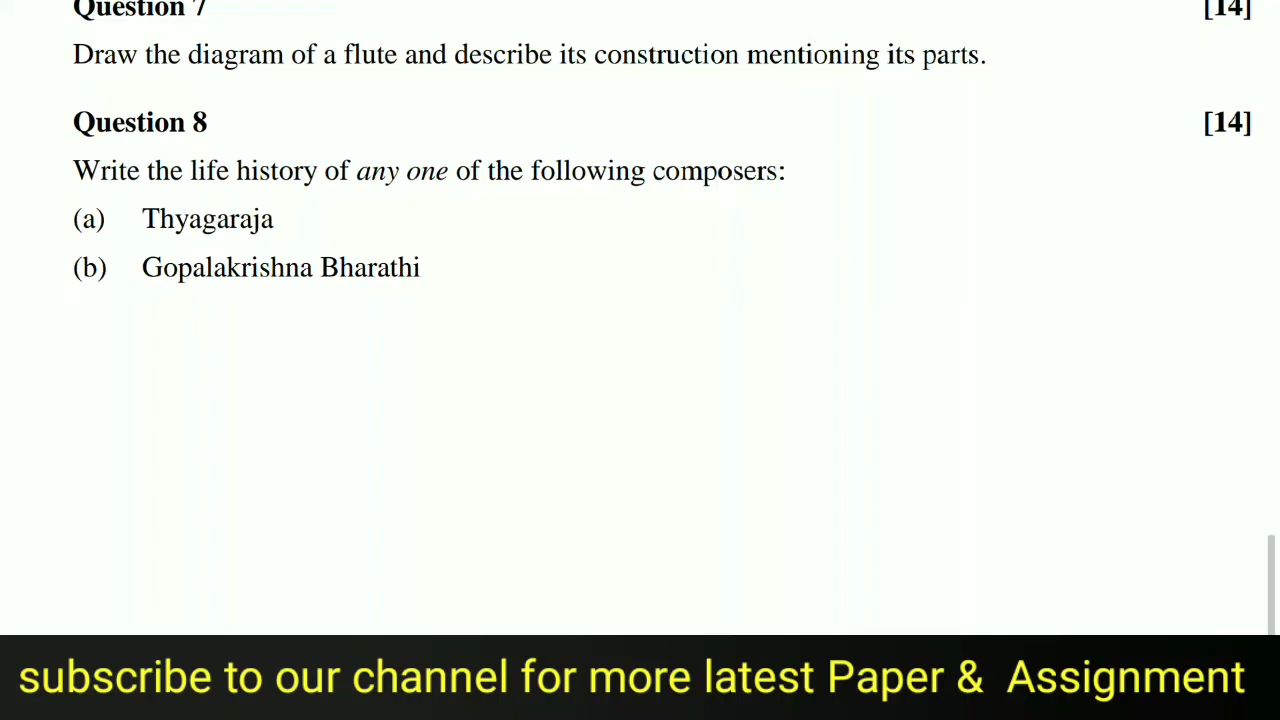 Question 7 [14]
Draw the diagram of a flute and describe its construction mentioning its parts.
Question 8 [14]
Write the life history of any one of the following composers:
(a) Thyagaraja
(b) Gopalakrishna Bharathi
subscribe to our channel for more latest Paper & Assignment